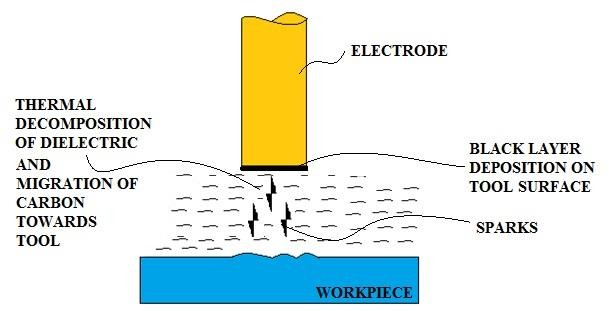 ELECTRODE
THERMAL
DECOMPOSITION
OF DIELECTRIC
AND
MIGRATION OF
CARBON
TOWARDS
TOOL
BLACK LAYER
DEPOSITION ON
TOOL SURFACE
SPARKS
WORKPIECE